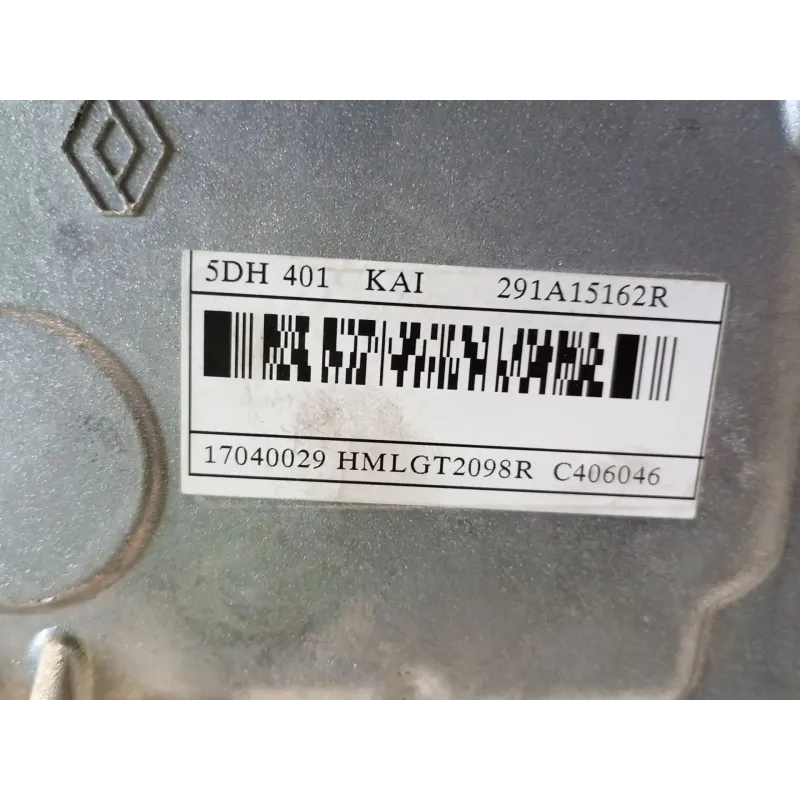 5DH 401 KAI 291A15162R
17040029 HMLGT2098R C406046